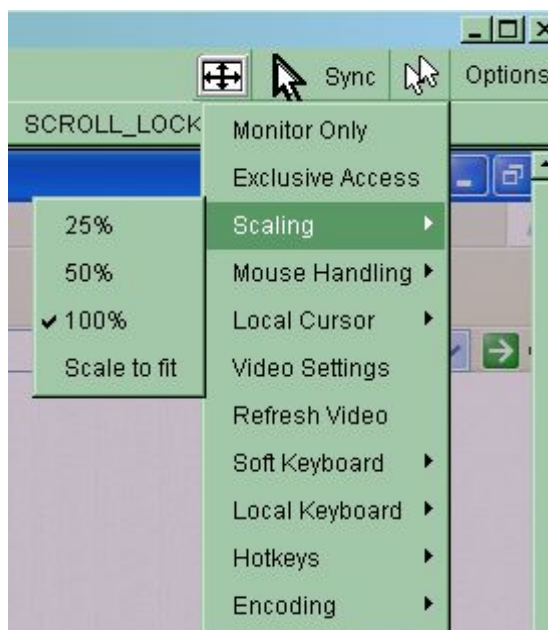 Sync Options
SCROLL_LOCK
Monitor Only
Exclusive Access
Scaling
25%
50%
100%
Scale to fit
Mouse Handling
Local Cursor
Video Settings
Refresh Video
Soft Keyboard
Local Keyboard
Hotkeys
Encoding